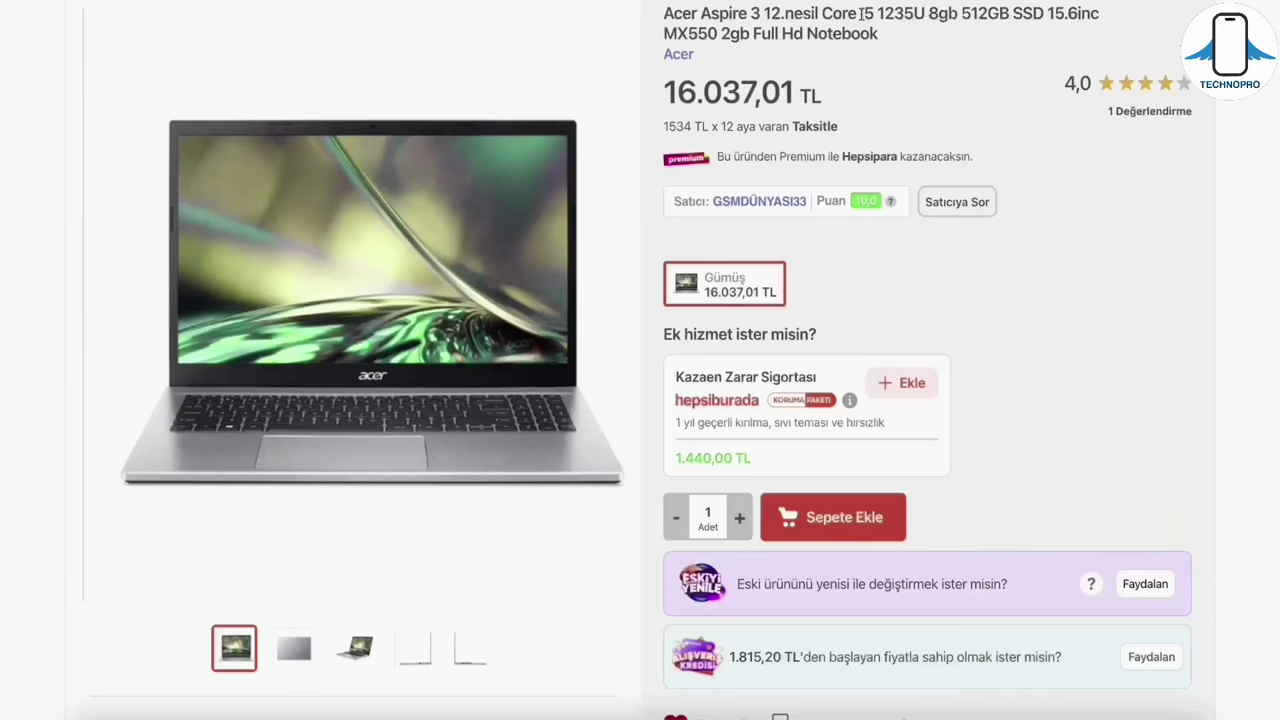 Acer Aspire 3 12.nesil Core İ5 1235U 8gb 512GB SSD 15.6inc
MX550 2gb Full Hd Notebook
Acer
16.037,01 TL
4,0
1 Değerlendirme
TECHNOPRO
1534 TL x 12 aya varan Taksitle
premium Bu üründen Premium ile Hepsipara kazanacaksın.
Satıcı: GSMDÜNYASI33 Puan 10,0 ?
Satıcıya Sor
Gümüş
16.037,01 TL
acer
Ek hizmet ister misin?
Kazaen Zarar Sigortası
+ Ekle
hepsiburada KORUMA PAKETİ i
1 yıl geçerli kırılma, sıvı teması ve hırsızlık
1.440,00 TL
- 1 +
Adet
Sepete Ekle
ESKİYİ YENİLE
Eski ürününü yenisi ile değiştirmek ister misin? ? Faydalan
ALIŞVERİŞ KREDİSİ
1.815,20 TL'den başlayan fiyatla sahip olmak ister misin? Faydalan